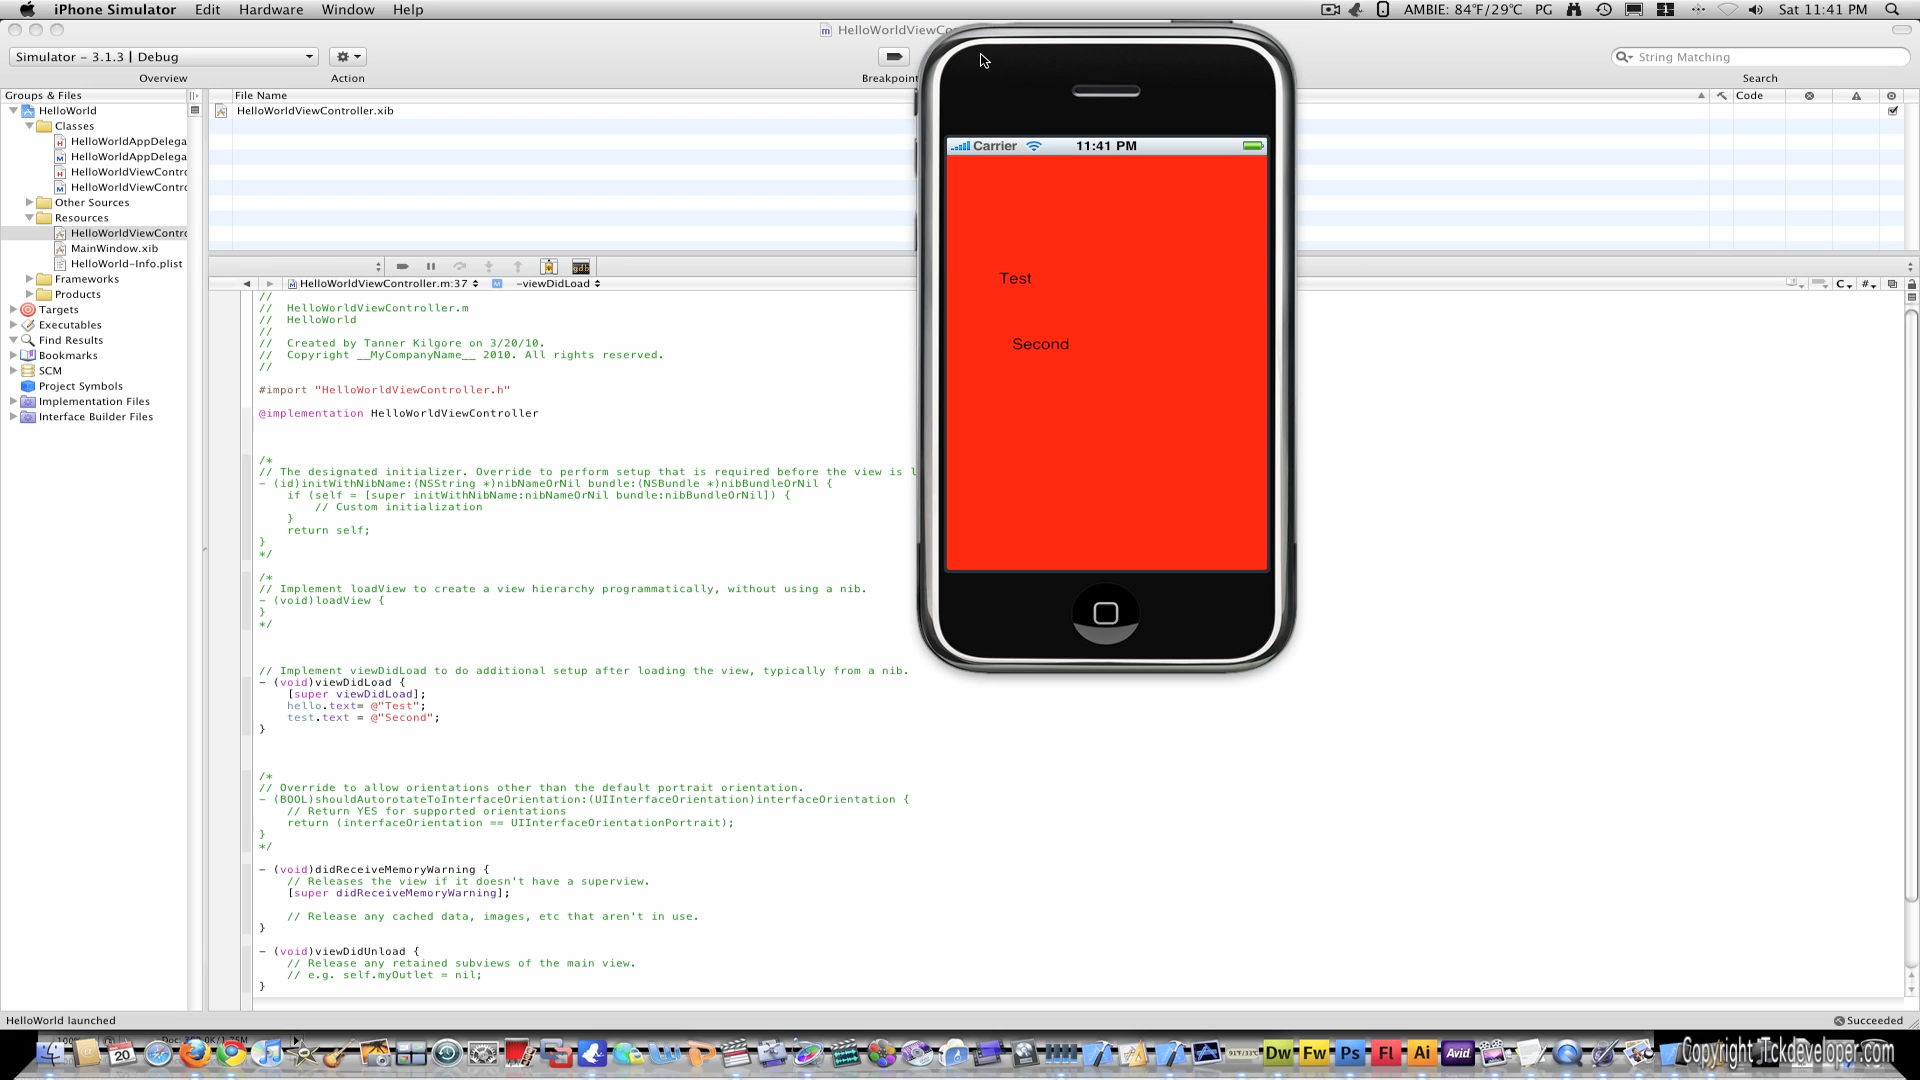 iPhone Simulator Edit Hardware Window Help AMBIE: 84°F/29°C PG Sat 11:41 PM
HelloWorldViewCo
Simulator – 3.1.3 | Debug String Matching
Overview Action Breakpoint Search
Groups & Files File Name Code
HelloWorld
HelloWorldViewController.xib
Classes
HelloWorldAppDelega
HelloWorldAppDelega
HelloWorldViewContro
HelloWorldViewContro
Other Sources
Resources
HelloWorldViewContro
MainWindow.xib
HelloWorld-Info.plist
Frameworks
Products
Targets
Executables
Find Results
Bookmarks
SCM
Project Symbols
Implementation Files
Interface Builder Files
gdb
HelloWorldViewController.m:37 -viewDidLoad C #
//
//  HelloWorldViewController.m
//  HelloWorld
//
//  Created by Tanner Kilgore on 3/20/10.
//  Copyright __MyCompanyName__ 2010. All rights reserved.
//
#import "HelloWorldViewController.h"
@implementation HelloWorldViewController
/*
// The designated initializer. Override to perform setup that is required before the view is l
- (id)initWithNibName:(NSString *)nibNameOrNil bundle:(NSBundle *)nibBundleOrNil {
if (self = [super initWithNibName:nibNameOrNil bundle:nibBundleOrNil]) {
// Custom initialization
}
return self;
}
*/
/*
// Implement loadView to create a view hierarchy programmatically, without using a nib.
- (void)loadView {
}
*/
// Implement viewDidLoad to do additional setup after loading the view, typically from a nib.
- (void)viewDidLoad {
[super viewDidLoad];
hello.text= @"Test";
test.text = @"Second";
}
/*
// Override to allow orientations other than the default portrait orientation.
- (BOOL)shouldAutorotateToInterfaceOrientation:(UIInterfaceOrientation)interfaceOrientation {
// Return YES for supported orientations
return (interfaceOrientation == UIInterfaceOrientationPortrait);
}
*/
- (void)didReceiveMemoryWarning {
// Releases the view if it doesn't have a superview.
[super didReceiveMemoryWarning];
// Release any cached data, images, etc that aren't in use.
}
- (void)viewDidUnload {
// Release any retained subviews of the main view.
// e.g. self.myOutlet = nil;
}
Carrier 11:41 PM
Test
Second
HelloWorld launched Succeeded
20 Dw Fw Ps Fl Ai Avid
Copyright Tckdeveloper.com